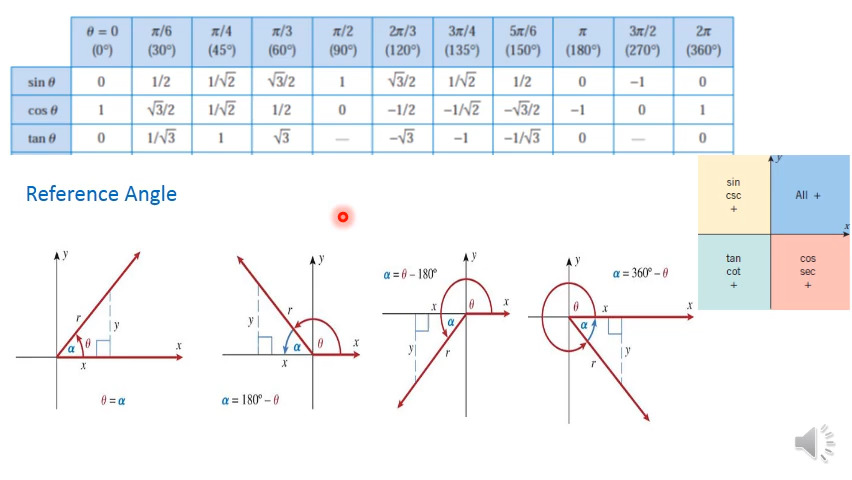 θ = 0 π/6 π/4 π/3 π/2 2π/3 3π/4 5π/6 π 3π/2 2π
(0°) (30°) (45°) (60°) (90°) (120°) (135°) (150°) (180°) (270°) (360°)
sin θ 0 1/2 1/√2 √3/2 1 √3/2 1/√2 1/2 0 −1 0
cos θ 1 √3/2 1/√2 1/2 0 −1/2 −1/√2 −√3/2 −1 0 1
tan θ 0 1/√3 1 √3 — −√3 −1 −1/√3 0 — 0
Reference Angle
y
sin
csc
+
All +
x
tan
cot
+
cos
sec
+
y
r
y
α θ
x
x
θ = α
y
r
y
α θ
x
x
α = 180° − θ
α = θ − 180°
y
x
θ
x
α
y
r
α = 360° − θ
y
θ
x
x
α
y
r